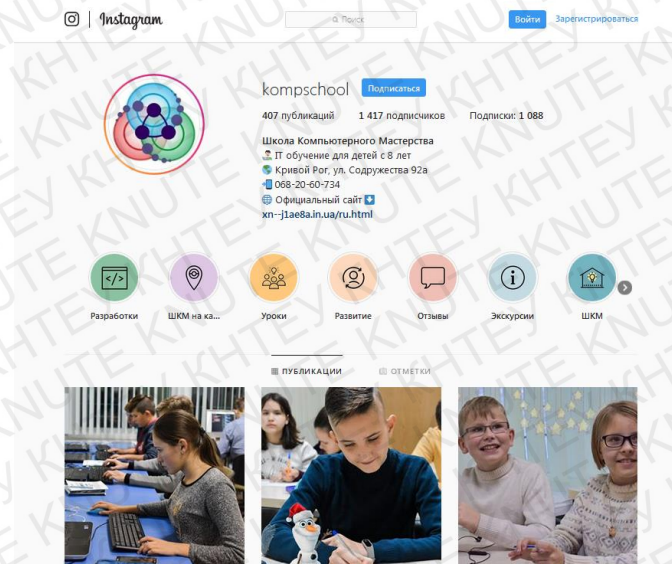 Instagram
Поиск
Войти
Зарегистрироваться
kompschool
Подписаться
407 публикаций
1 417 подписчиков
Подписки: 1 088
Школа Компьютерного Мастерства
IT обучение для детей с 8 лет
Кривой Рог, ул. Содружества 92а
068-20-60-734
Официальный сайт
xn--j1ae8a.in.ua/ru.html
Разработки
ШКМ на ка...
Уроки
Развитие
Отзывы
Экскурсии
ШКМ
ПУБЛИКАЦИИ
ОТМЕТКИ